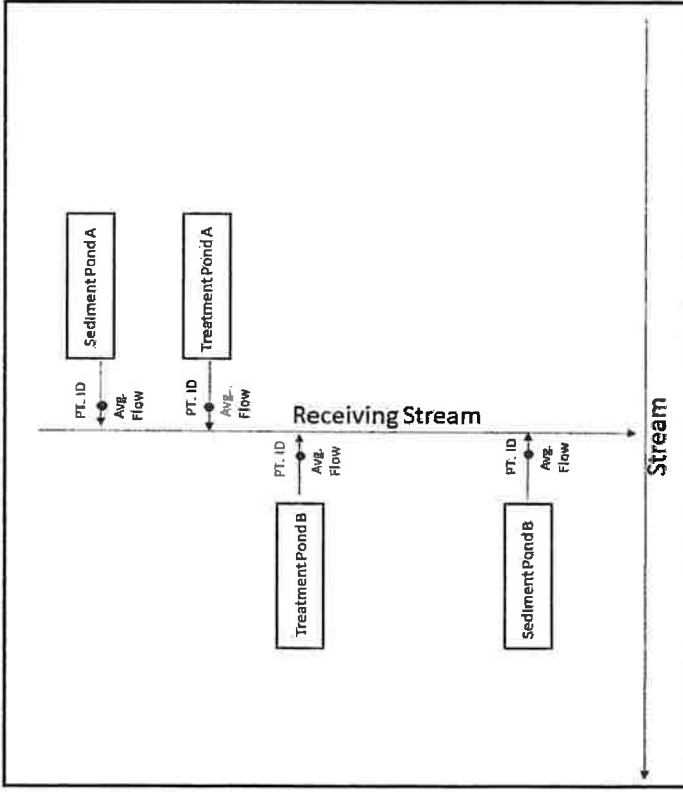 Sediment Pond A
PT. ID
Avg.
Flow
Treatment Pond A
PT. ID
Avg.
Flow
Receiving Stream
PT. ID
Avg.
Flow
Treatment Pond B
PT. ID
Avg.
Flow
Sediment Pond B
Stream